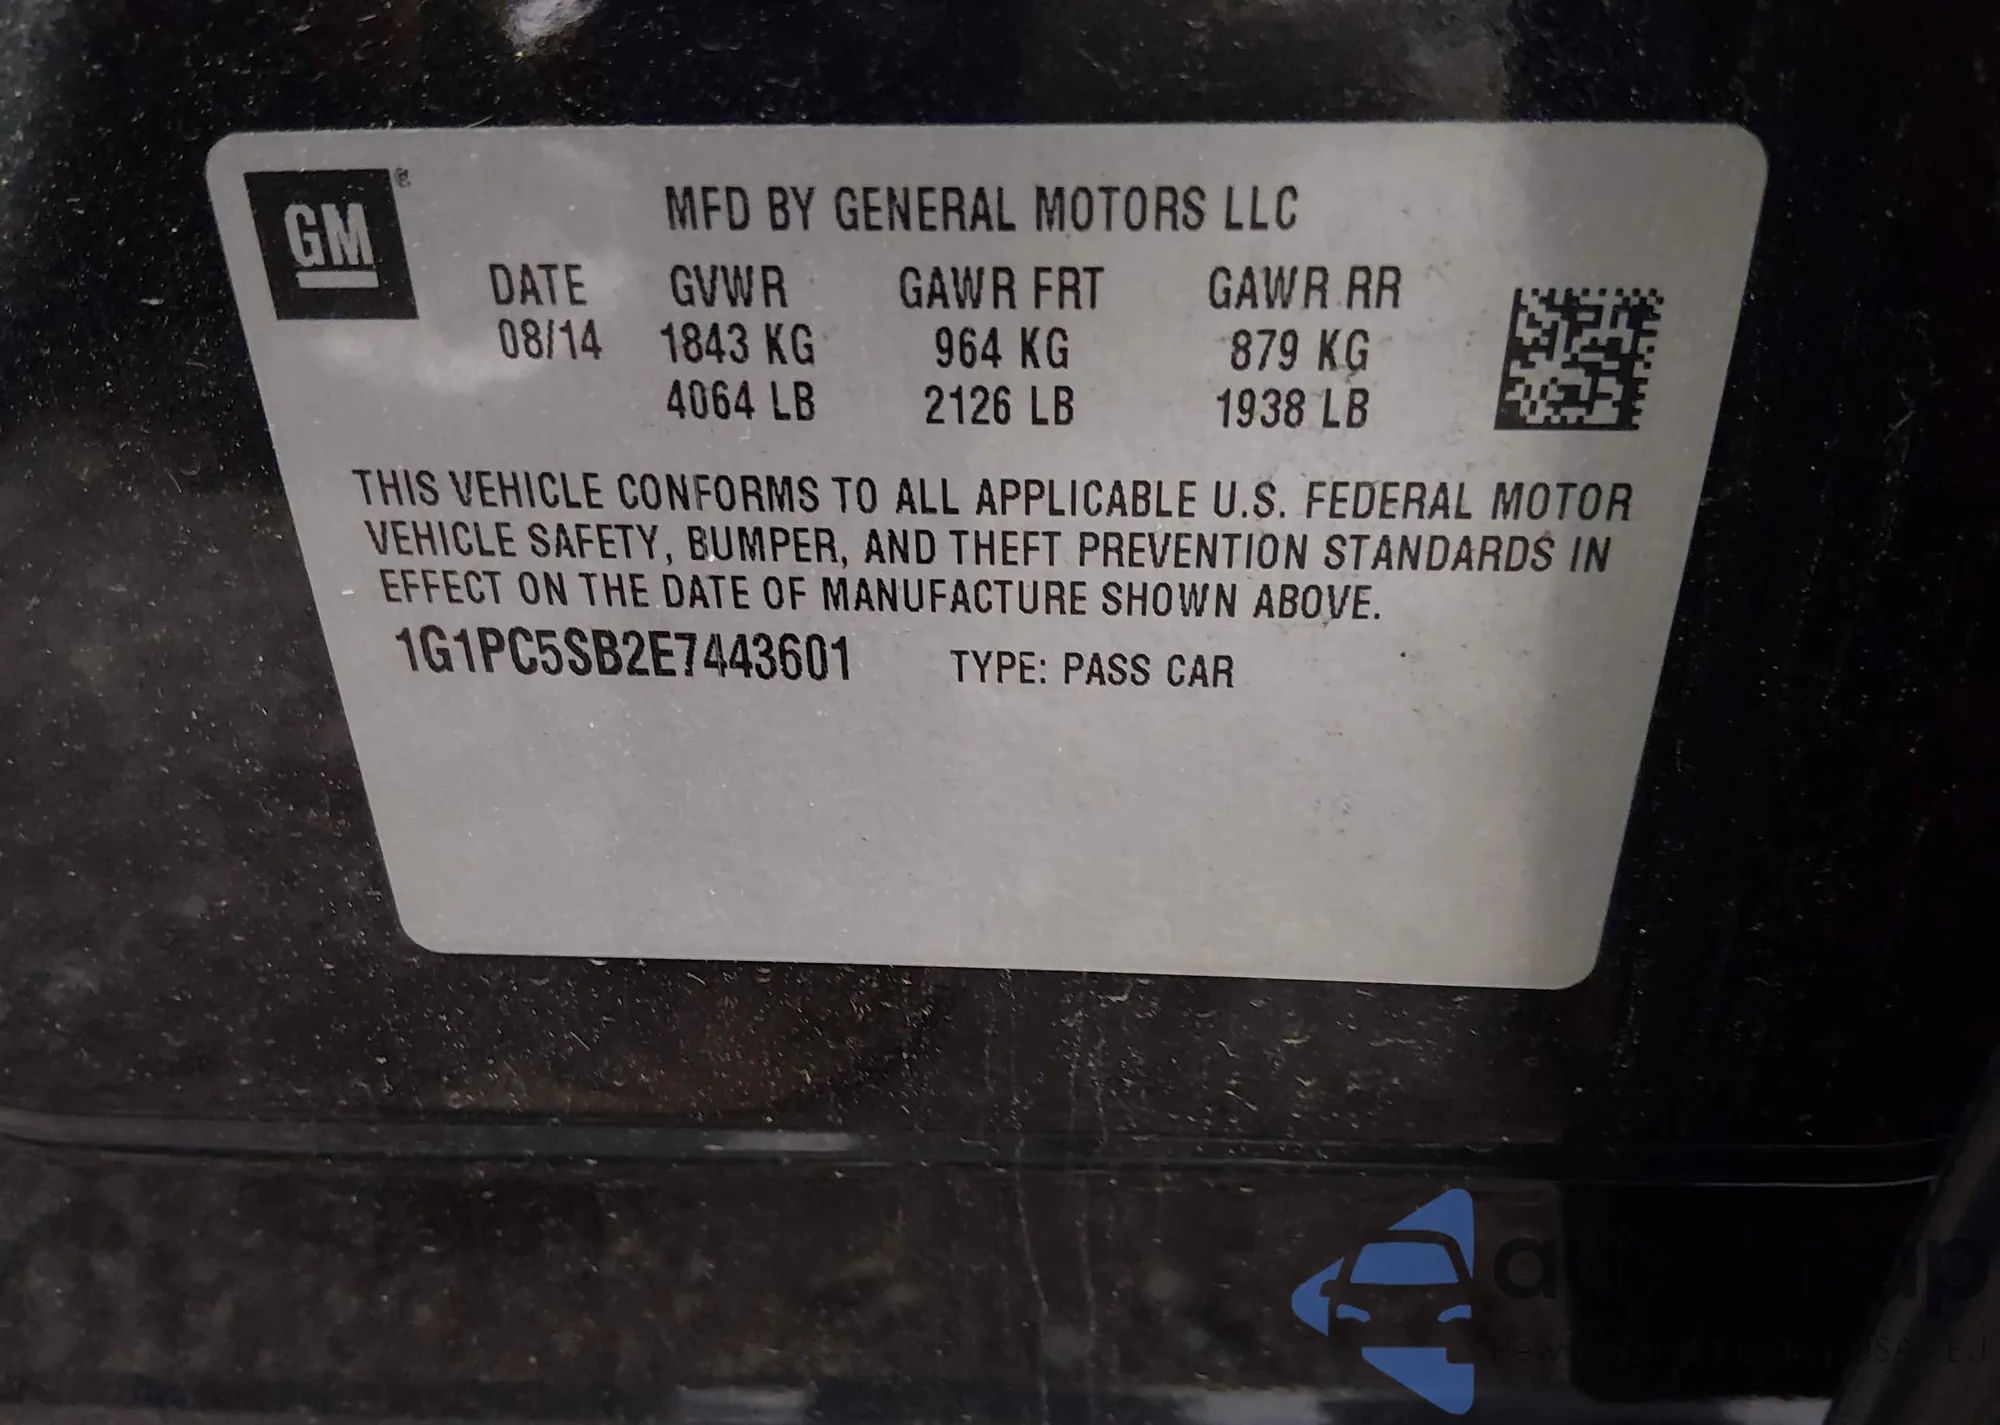 GM ®
MFD BY GENERAL MOTORS LLC
DATE GVWR GAWR FRT GAWR RR
08/14 1843 KG 964 KG 879 KG
4064 LB 2126 LB 1938 LB
THIS VEHICLE CONFORMS TO ALL APPLICABLE U.S. FEDERAL MOTOR
VEHICLE SAFETY, BUMPER, AND THEFT PREVENTION STANDARDS IN
EFFECT ON THE DATE OF MANUFACTURE SHOWN ABOVE.
1G1PC5SB2E7443601 TYPE: PASS CAR